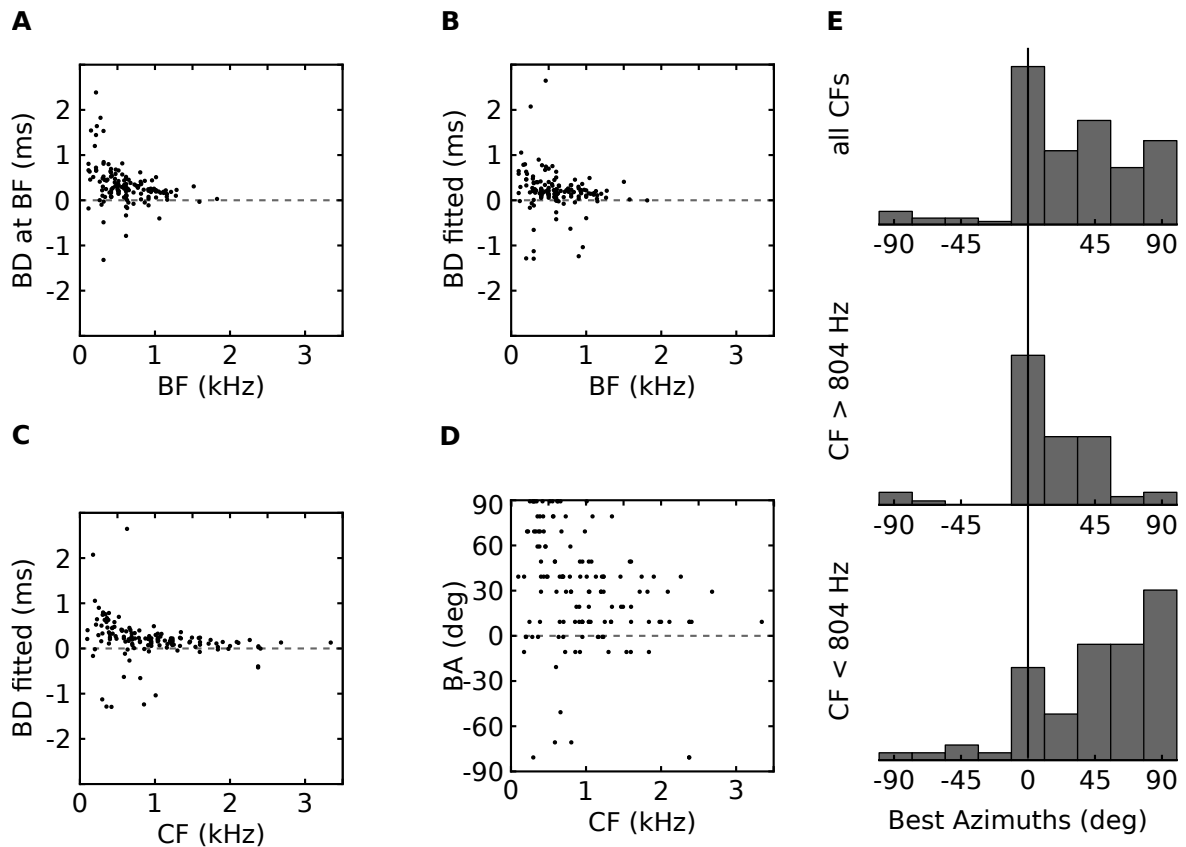 A
BD at BF (ms)
2
1
0
-1
-2
0 1 2 3
BF (kHz)
B
BD fitted (ms)
2
1
0
-1
-2
0 1 2 3
BF (kHz)
C
BD fitted (ms)
2
1
0
-1
-2
0 1 2 3
CF (kHz)
D
BA (deg)
90
60
30
0
-30
-60
-90
0 1 2 3
CF (kHz)
E
all CFs
-90 -45 45 90
CF > 804 Hz
-90 -45 45 90
CF < 804 Hz
-90 -45 0 45 90
Best Azimuths (deg)